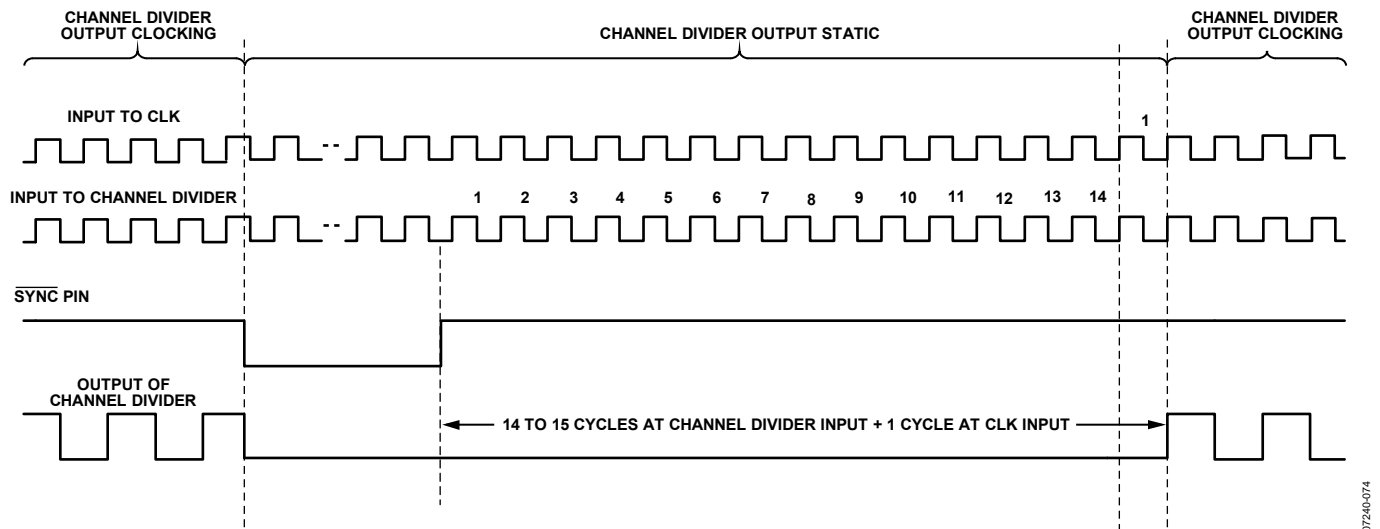 CHANNEL DIVIDER
OUTPUT CLOCKING
CHANNEL DIVIDER OUTPUT STATIC
CHANNEL DIVIDER
OUTPUT CLOCKING
INPUT TO CLK
1
INPUT TO CHANNEL DIVIDER
1 2 3 4 5 6 7 8 9 10 11 12 13 14
SYNC PIN
OUTPUT OF
CHANNEL DIVIDER
14 TO 15 CYCLES AT CHANNEL DIVIDER INPUT + 1 CYCLE AT CLK INPUT
07240-074